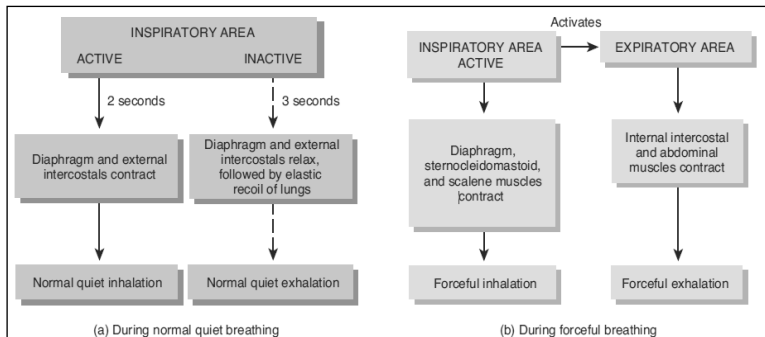 INSPIRATORY AREA
ACTIVE
INACTIVE
2 seconds
3 seconds
Diaphragm and external
intercostals contract
Diaphragm and external
intercostals relax,
followed by elastic
recoil of lungs
Normal quiet inhalation
Normal quiet exhalation
(a) During normal quiet breathing
Activates
INSPIRATORY AREA
ACTIVE
EXPIRATORY AREA
Diaphragm,
sternocleidomastoid,
and scalene muscles
contract
Internal intercostal
and abdominal
muscles contract
Forceful inhalation
Forceful exhalation
(b) During forceful breathing